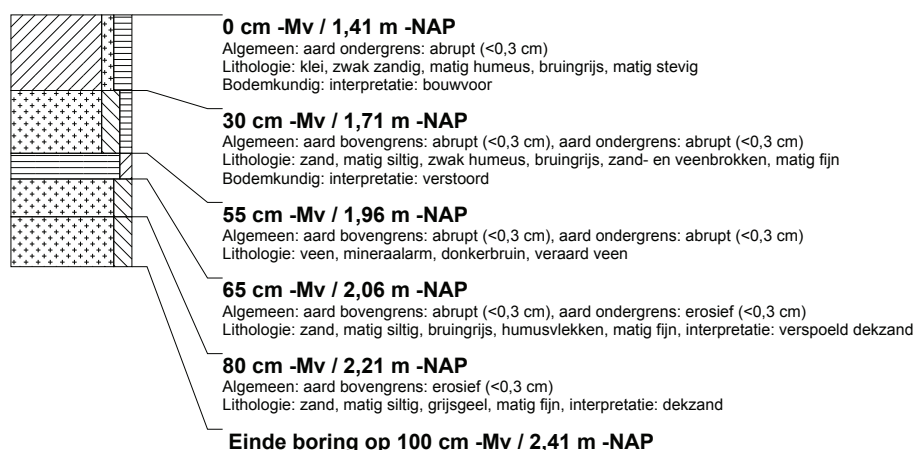 0 cm -Mv / 1,41 m -NAP
Algemeen: aard ondergrens: abrupt (<0,3 cm)
Lithologie: klei, zwak zandig, matig humeus, bruingrijs, matig stevig
Bodemkundig: interpretatie: bouwvoor
30 cm -Mv / 1,71 m -NAP
Algemeen: aard bovengrens: abrupt (<0,3 cm), aard ondergrens: abrupt (<0,3 cm)
Lithologie: zand, matig siltig, zwak humeus, bruingrijs, zand- en veenbrokken, matig fijn
Bodemkundig: interpretatie: verstoord
55 cm -Mv / 1,96 m -NAP
Algemeen: aard bovengrens: abrupt (<0,3 cm), aard ondergrens: abrupt (<0,3 cm)
Lithologie: veen, mineraalarm, donkerbruin, veraard veen
65 cm -Mv / 2,06 m -NAP
Algemeen: aard bovengrens: abrupt (<0,3 cm), aard ondergrens: erosief (<0,3 cm)
Lithologie: zand, matig siltig, bruingrijs, humusvlekken, matig fijn, interpretatie: verspoeld dekzand
80 cm -Mv / 2,21 m -NAP
Algemeen: aard bovengrens: erosief (<0,3 cm)
Lithologie: zand, matig siltig, grijsgeel, matig fijn, interpretatie: dekzand
Einde boring op 100 cm -Mv / 2,41 m -NAP